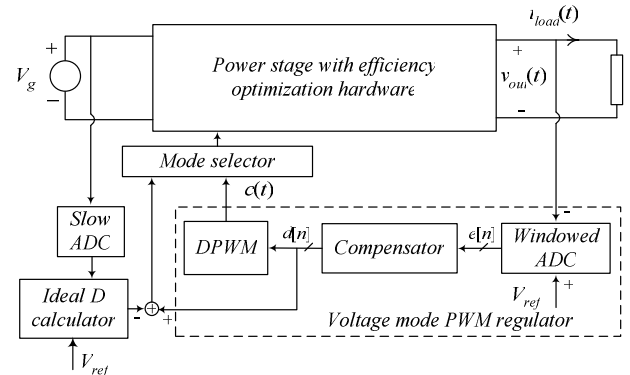 i_load(t)
+
V_g
−
Power stage with efficiency
optimization hardware
+
v_out(t)
-
Mode selector
c(t)
Slow
ADC
DPWM
d[n]
Compensator
e[n]
-
Windowed
ADC
Ideal D
calculator
-
+
+
V_ref
+
Voltage mode PWM regulator
V_ref